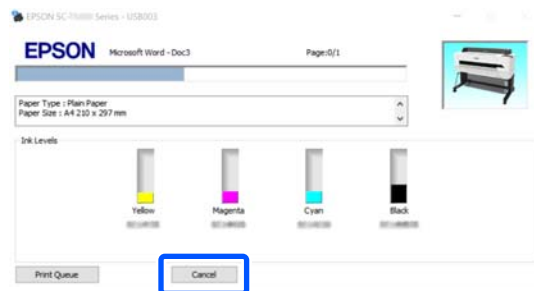 EPSON SC- Series - USB003
EPSON
Microsoft Word - Doc3
Page:0/1
Paper Type : Plain Paper
Paper Size : A4 210 x 297 mm
Ink Levels
Yellow
Magenta
Cyan
Black
Print Queue
Cancel